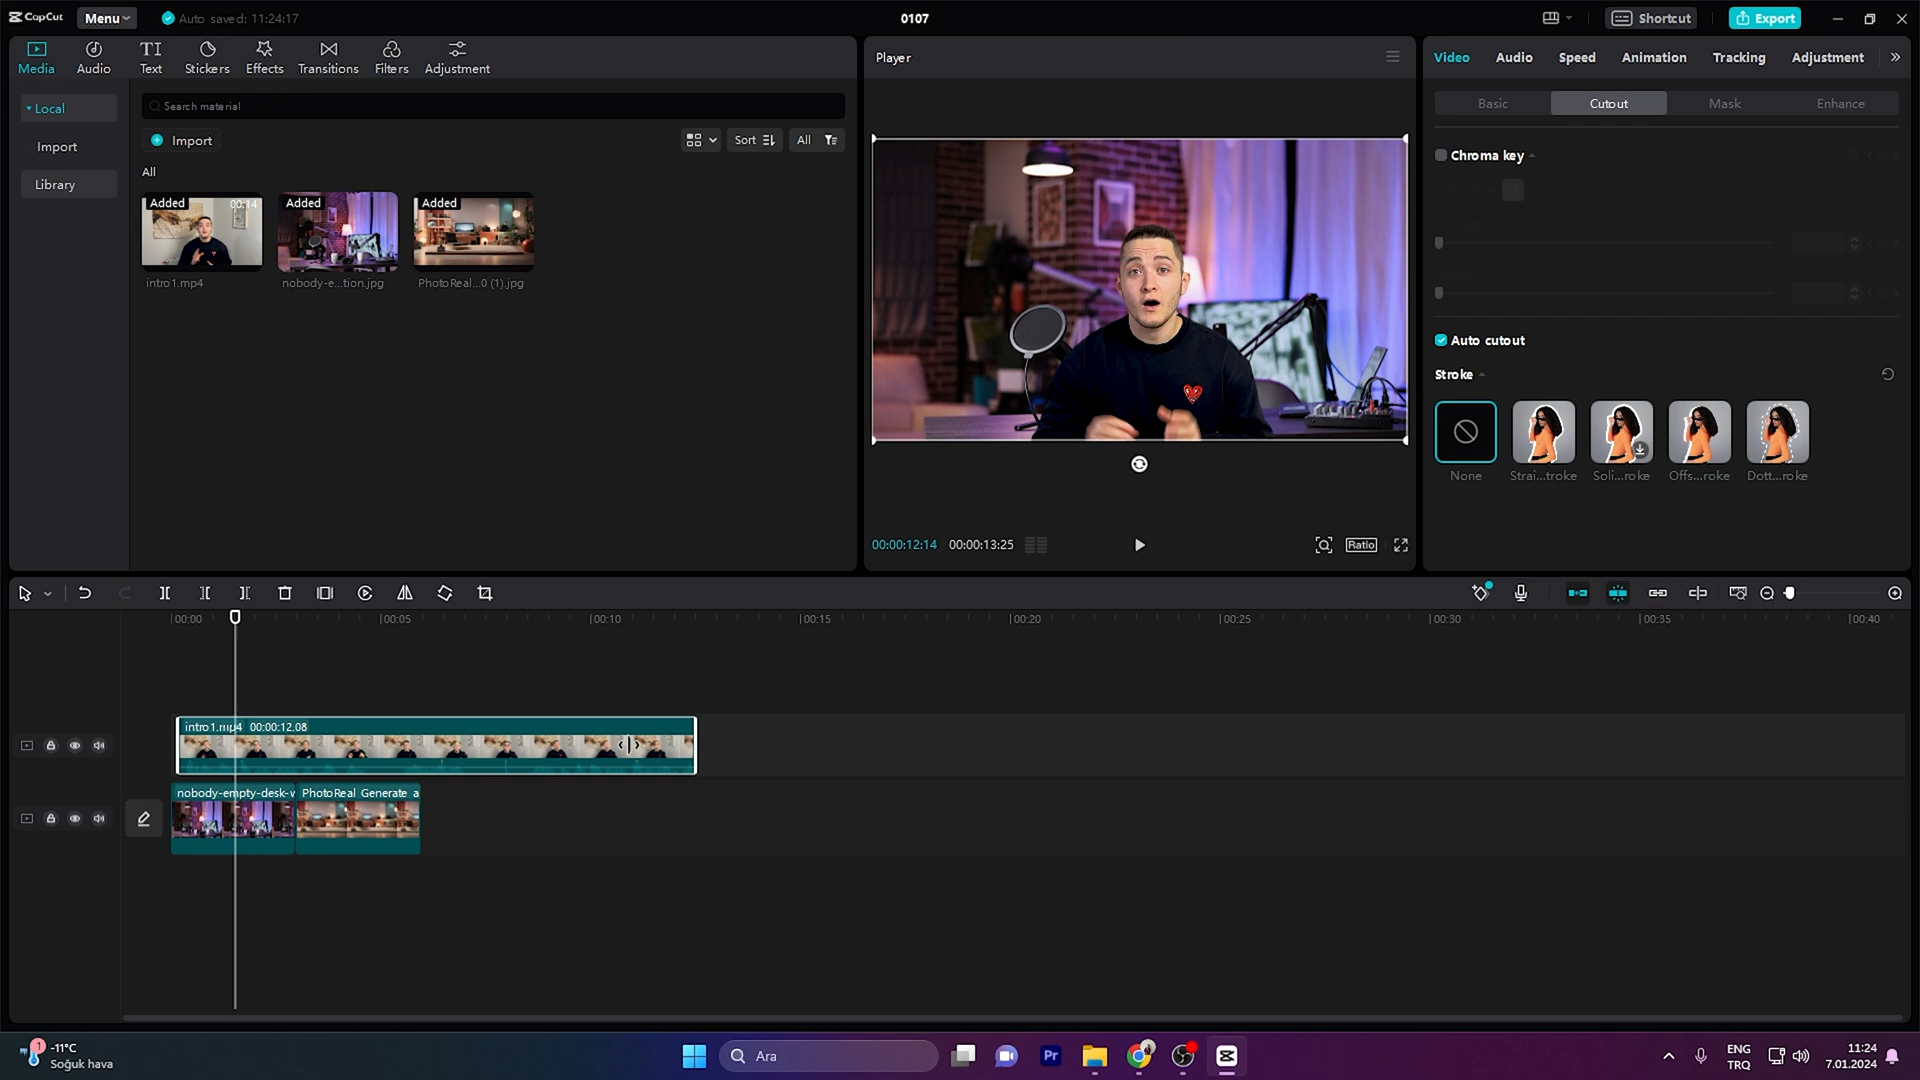 CapCut
Menu
Auto saved: 11:24:17
0107
Shortcut
Export
Media
Audio
Text
Stickers
Effects
Transitions
Filters
Adjustment
Local
Import
Library
Search material
Import
Sort
All
All
Added
00:14
Added
Added
intro1.mp4
nobody-e...tion.jpg
PhotoReal...0 (1).jpg
Player
00:00:12:14
00:00:13:25
Ratio
Video
Audio
Speed
Animation
Tracking
Adjustment
Basic
Cutout
Mask
Enhance
Chroma key
Auto cutout
Stroke
None
Strai...troke
Soli...roke
Offs...roke
Dott...roke
00:00
00:05
00:10
00:15
00:20
00:25
00:30
00:35
00:40
intro1.mp4 00:00:12.08
nobody-empty-desk-w
PhotoReal Generate a
1
-11°C
Soğuk hava
Ara
Pr
ENG
TRQ
11:24
7.01.2024